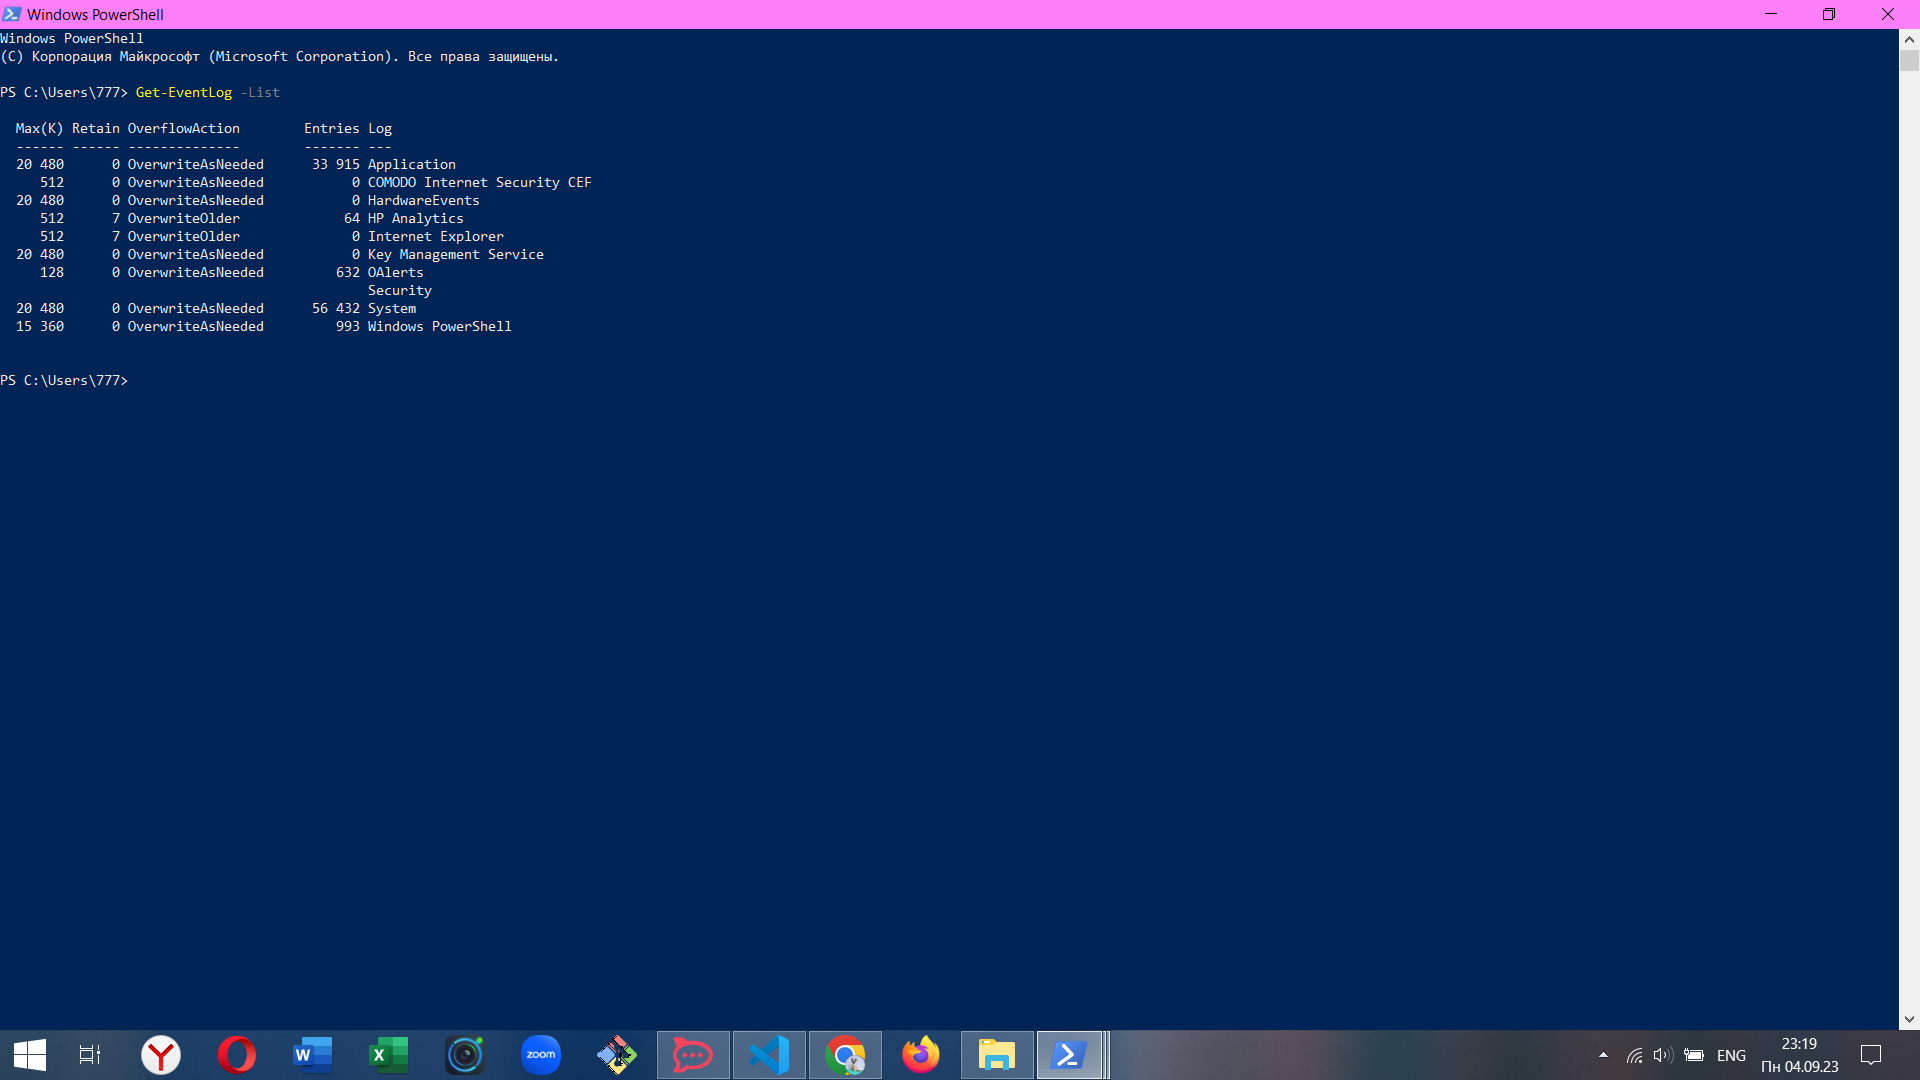 Windows PowerShell
Windows PowerShell
(C) Корпорация Майкрософт (Microsoft Corporation). Все права защищены.
PS C:\Users\777> Get-EventLog -List
Max(K) Retain OverflowAction Entries Log
------ ------ -------------- ------- ---
20 480 0 OverwriteAsNeeded 33 915 Application
512 0 OverwriteAsNeeded 0 COMODO Internet Security CEF
20 480 0 OverwriteAsNeeded 0 HardwareEvents
512 7 OverwriteOlder 64 HP Analytics
512 7 OverwriteOlder 0 Internet Explorer
20 480 0 OverwriteAsNeeded 0 Key Management Service
128 0 OverwriteAsNeeded 632 OAlerts
Security
20 480 0 OverwriteAsNeeded 56 432 System
15 360 0 OverwriteAsNeeded 993 Windows PowerShell
PS C:\Users\777>
W
X
zoom
ENG
23:19
Пн 04.09.23